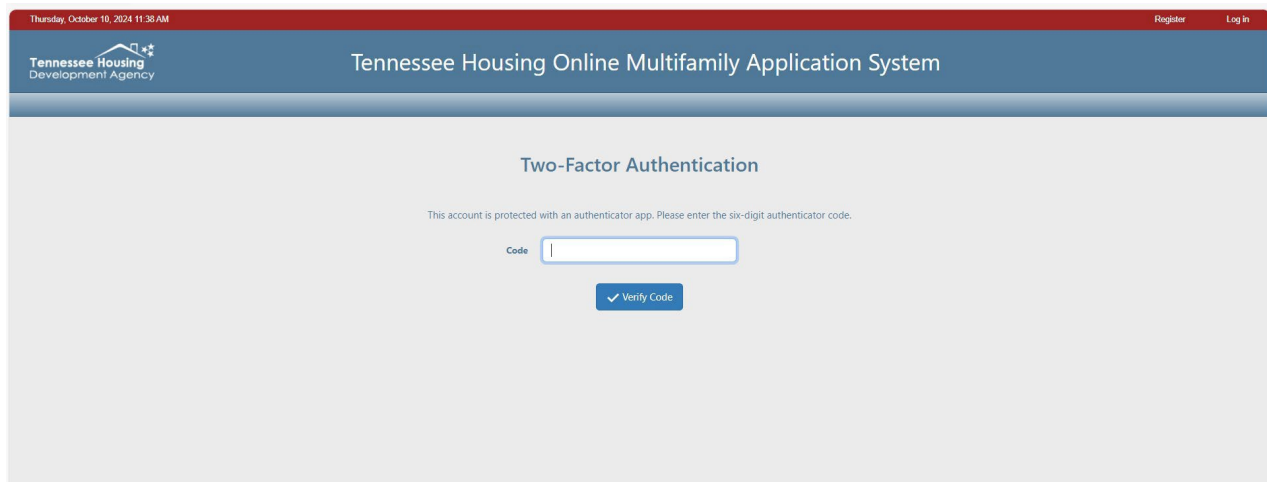 Thursday, October 10, 2024 11:38 AM
Register
Log in
Tennessee Housing
Development Agency
Tennessee Housing Online Multifamily Application System
Two-Factor Authentication
This account is protected with an authenticator app. Please enter the six-digit authenticator code.
Code
Verify Code